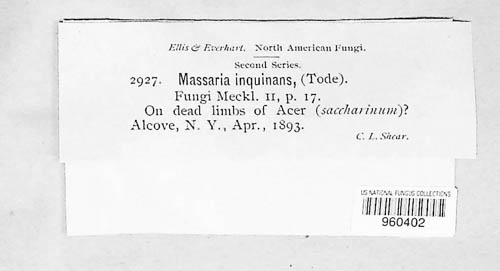 Ellis & Everhart. North American Fungi.
Second Series.
2927. Massaria inquinans, (Tode).
Fungi Meckl. II, p. 17.
On dead limbs of Acer (saccharinum)?
Alcove, N. Y., Apr., 1893.
C. L. Shear.
US NATIONAL FUNGUS COLLECTIONS
960402